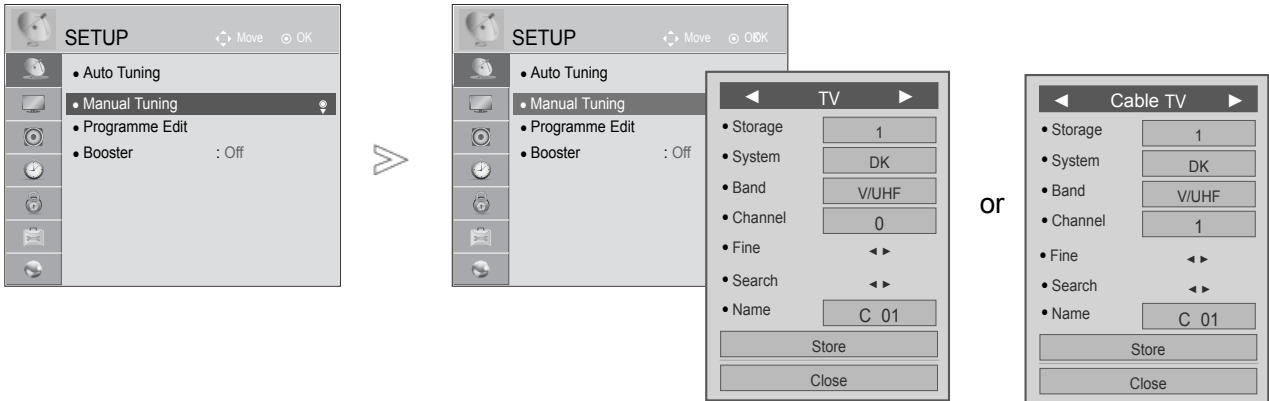 SETUP
Move
OK
• Auto Tuning
• Manual Tuning
• Programme Edit
• Booster : Off
SETUP
Move
• Auto Tuning
• Manual Tuning
• Programme Edit
• Booster : Off
◄ TV ►
• Storage 1
• System DK
• Band V/UHF
• Channel 0
• Fine ◄ ►
• Search ◄ ►
• Name C 01
Store
Close
or
◄ Cable TV ►
• Storage 1
• System DK
• Band V/UHF
• Channel 1
• Fine ◄ ►
• Search ◄ ►
• Name C 01
Store
Close